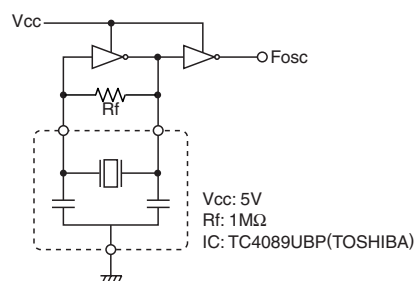 Vcc
Fosc
Rf
Vcc: 5V
Rf: 1MΩ
IC: TC4089UBP(TOSHIBA)